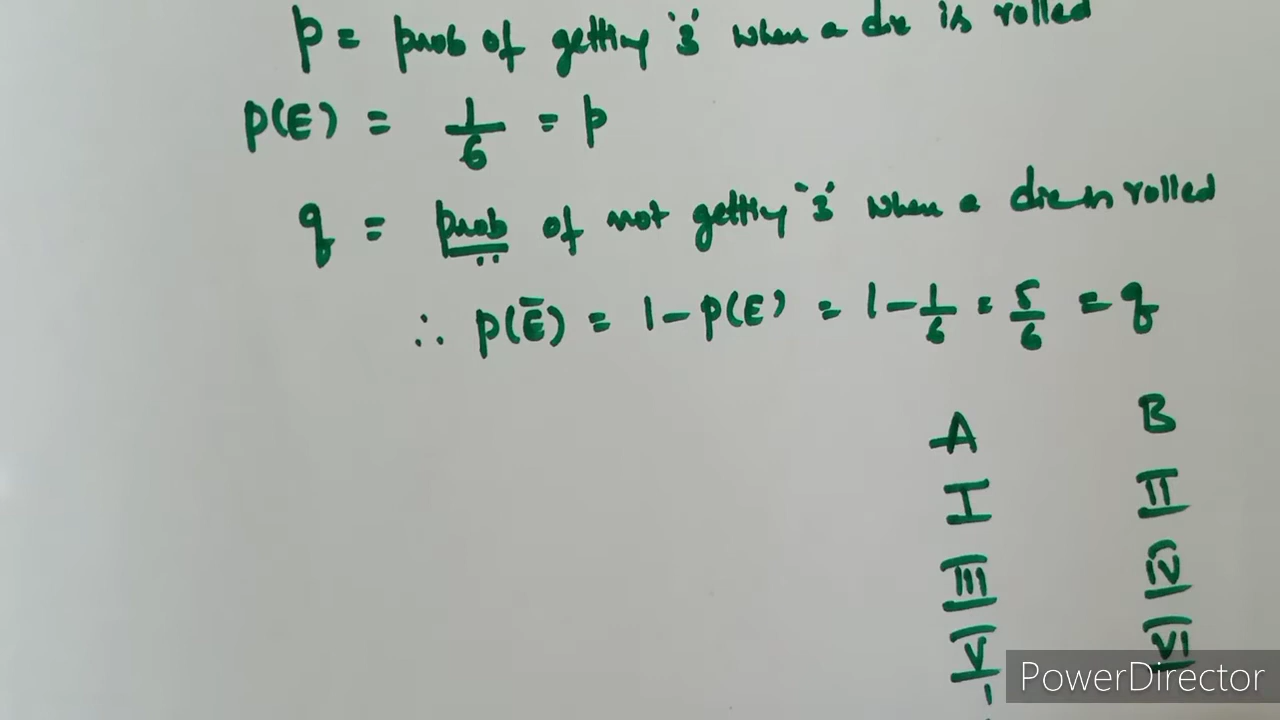 p = prob of getting '3' when a die is rolled
P(E) = 1/6 = p
q = prob of not getting '3' when a die is rolled
∴ P(Ē) = 1 - P(E) = 1 - 1/6 = 5/6 = q
A B
I II
III IV
V VI
PowerDirector